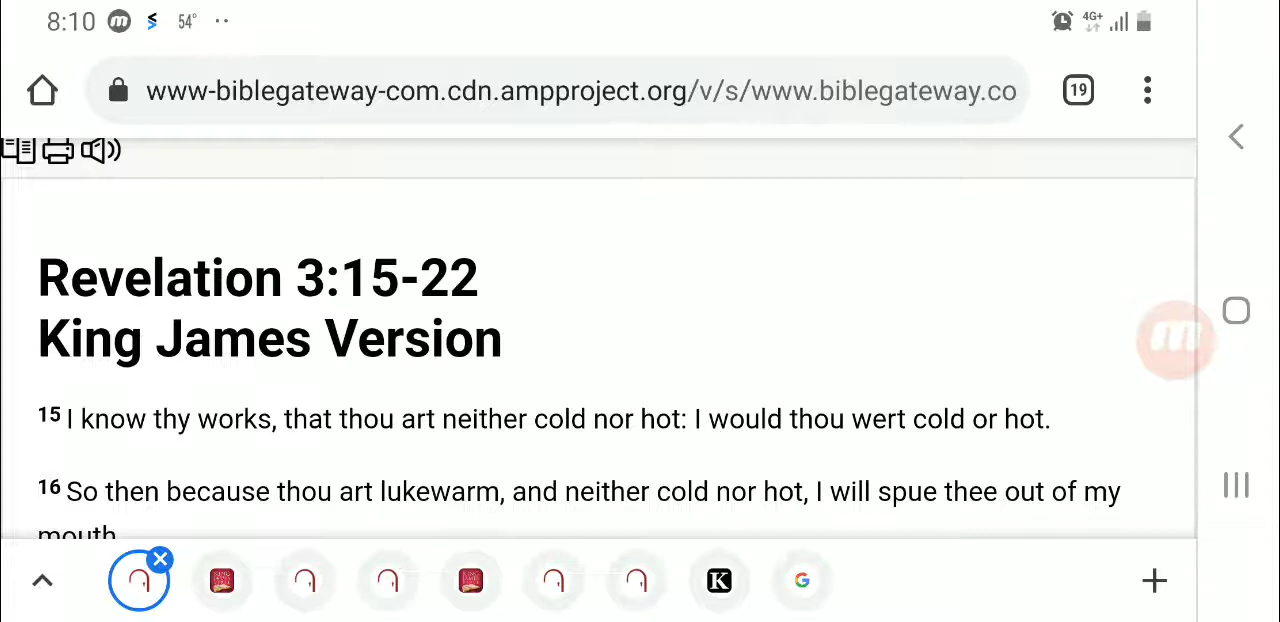 8:10 54°
4G+
www-biblegateway-com.cdn.ampproject.org/v/s/www.biblegateway.co
19
Revelation 3:15-22
King James Version
15 I know thy works, that thou art neither cold nor hot: I would thou wert cold or hot.
16 So then because thou art lukewarm, and neither cold nor hot, I will spue thee out of my
mouth
K
G